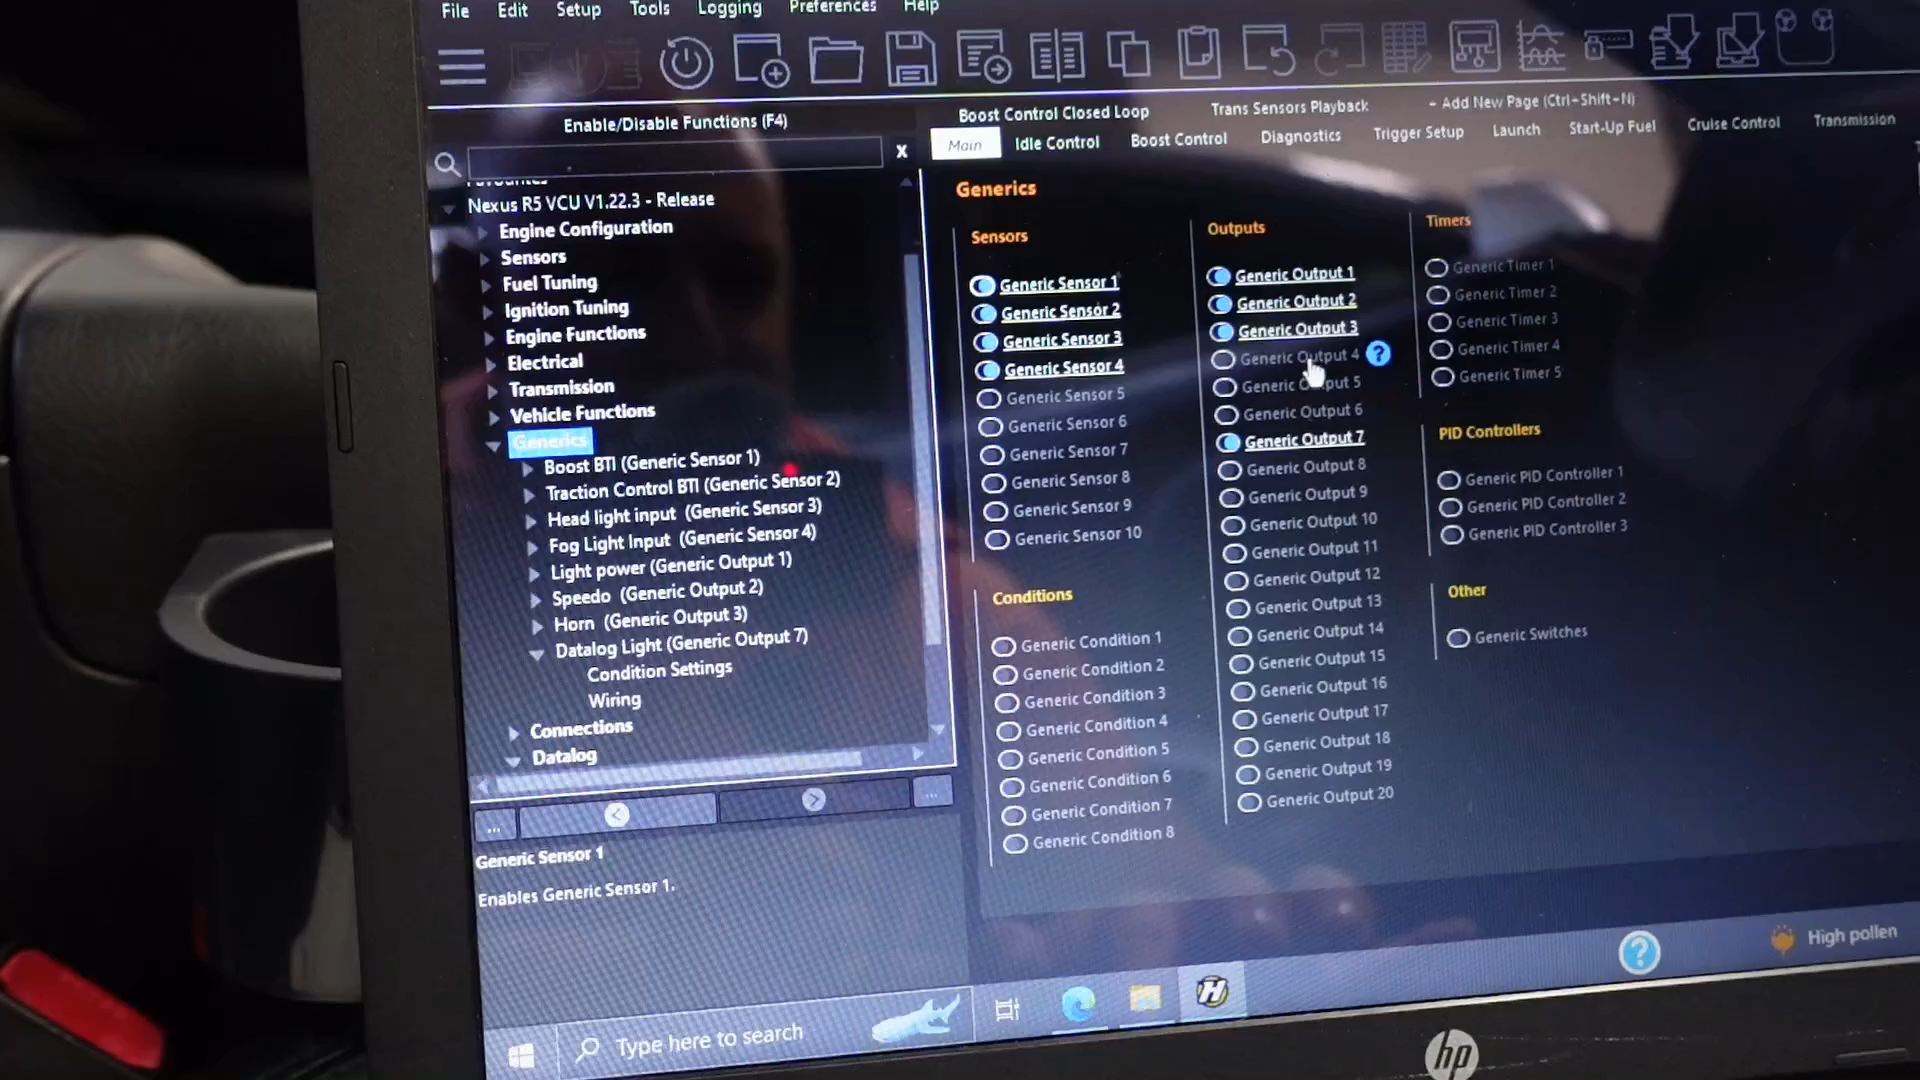 File Edit Setup Tools Logging Preferences Help
Enable/Disable Functions (F4)
X
Favourites
Nexus R5 VCU V1.22.3 - Release
Engine Configuration
Sensors
Fuel Tuning
Ignition Tuning
Engine Functions
Electrical
Transmission
Vehicle Functions
Generics
Boost BTI (Generic Sensor 1)
Traction Control BTI (Generic Sensor 2)
Head light input (Generic Sensor 3)
Fog Light Input (Generic Sensor 4)
Light power (Generic Output 1)
Speedo (Generic Output 2)
Horn (Generic Output 3)
Datalog Light (Generic Output 7)
Condition Settings
Wiring
Connections
Datalog
...
...
Generic Sensor 1
Enables Generic Sensor 1.
Boost Control Closed Loop Trans Sensors Playback - Add New Page (Ctrl-Shift-N)
Main Idle Control Boost Control Diagnostics Trigger Setup Launch Start-Up Fuel Cruise Control Transmission
Generics
Sensors
Generic Sensor 1
Generic Sensor 2
Generic Sensor 3
Generic Sensor 4
Generic Sensor 5
Generic Sensor 6
Generic Sensor 7
Generic Sensor 8
Generic Sensor 9
Generic Sensor 10
Conditions
Generic Condition 1
Generic Condition 2
Generic Condition 3
Generic Condition 4
Generic Condition 5
Generic Condition 6
Generic Condition 7
Generic Condition 8
Outputs
Generic Output 1
Generic Output 2
Generic Output 3
Generic Output 4 ?
Generic Output 5
Generic Output 6
Generic Output 7
Generic Output 8
Generic Output 9
Generic Output 10
Generic Output 11
Generic Output 12
Generic Output 13
Generic Output 14
Generic Output 15
Generic Output 16
Generic Output 17
Generic Output 18
Generic Output 19
Generic Output 20
Timers
Generic Timer 1
Generic Timer 2
Generic Timer 3
Generic Timer 4
Generic Timer 5
PID Controllers
Generic PID Controller 1
Generic PID Controller 2
Generic PID Controller 3
Other
Generic Switches
Type here to search
? High pollen
hp